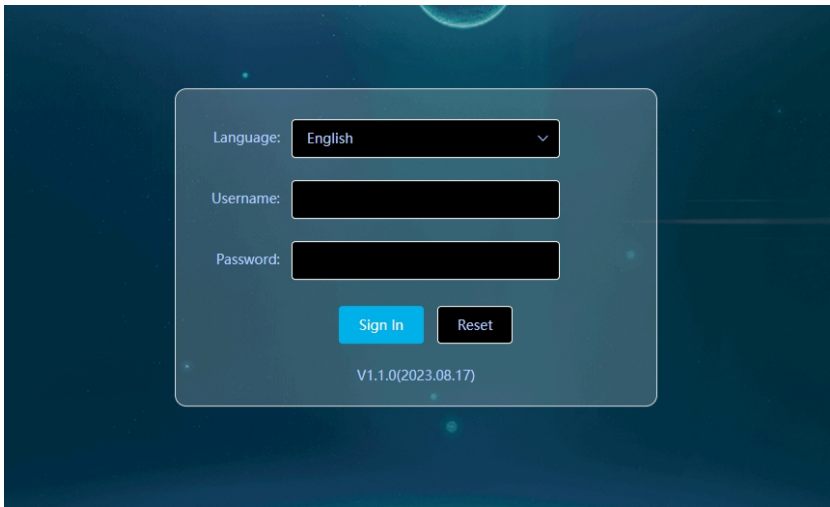 Language: English
Username:
Password:
Sign In Reset
V1.1.0(2023.08.17)